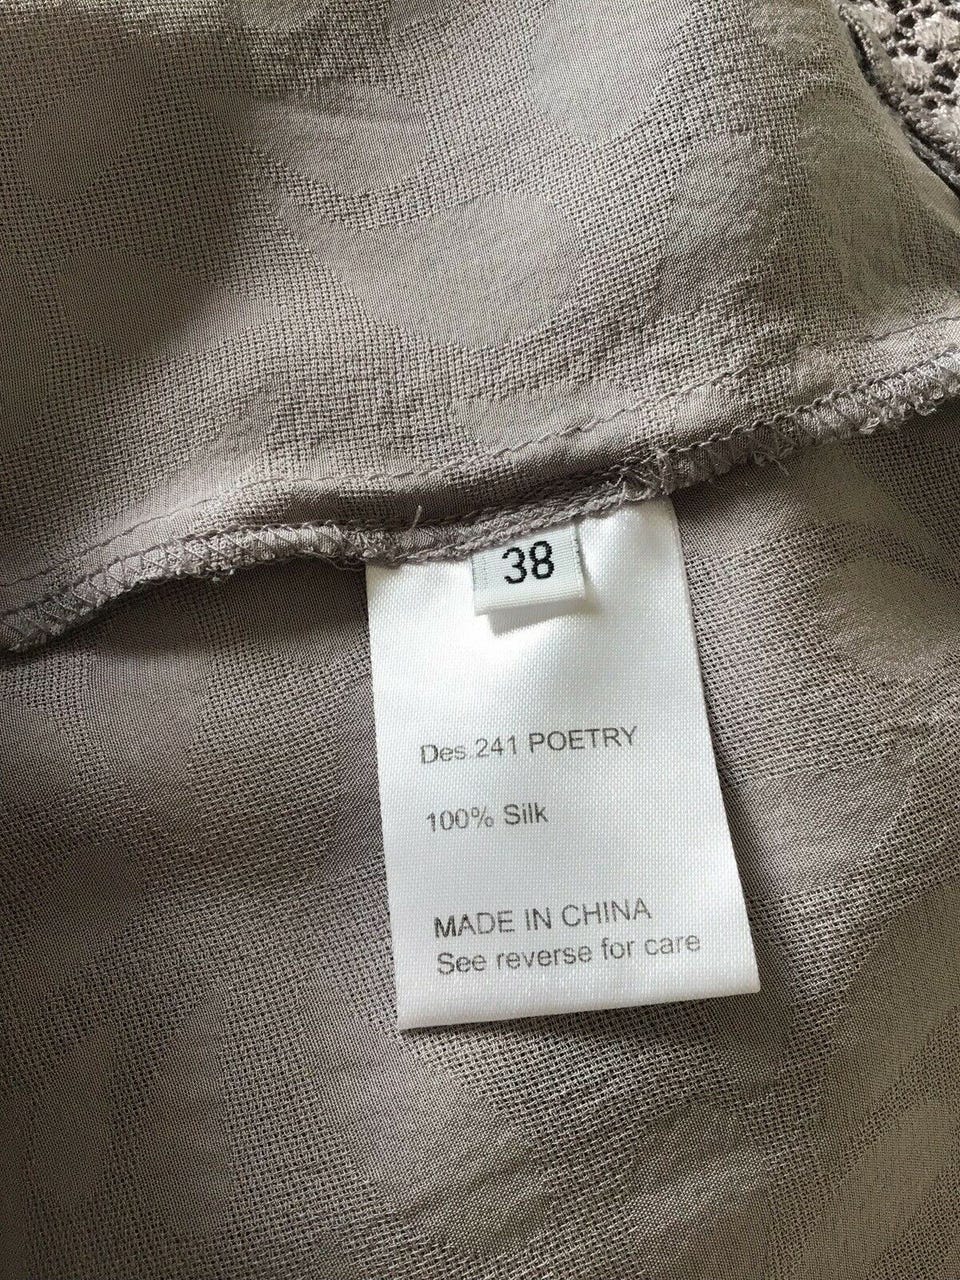 38
Des.241 POETRY
100% Silk
MADE IN CHINA
See reverse for care